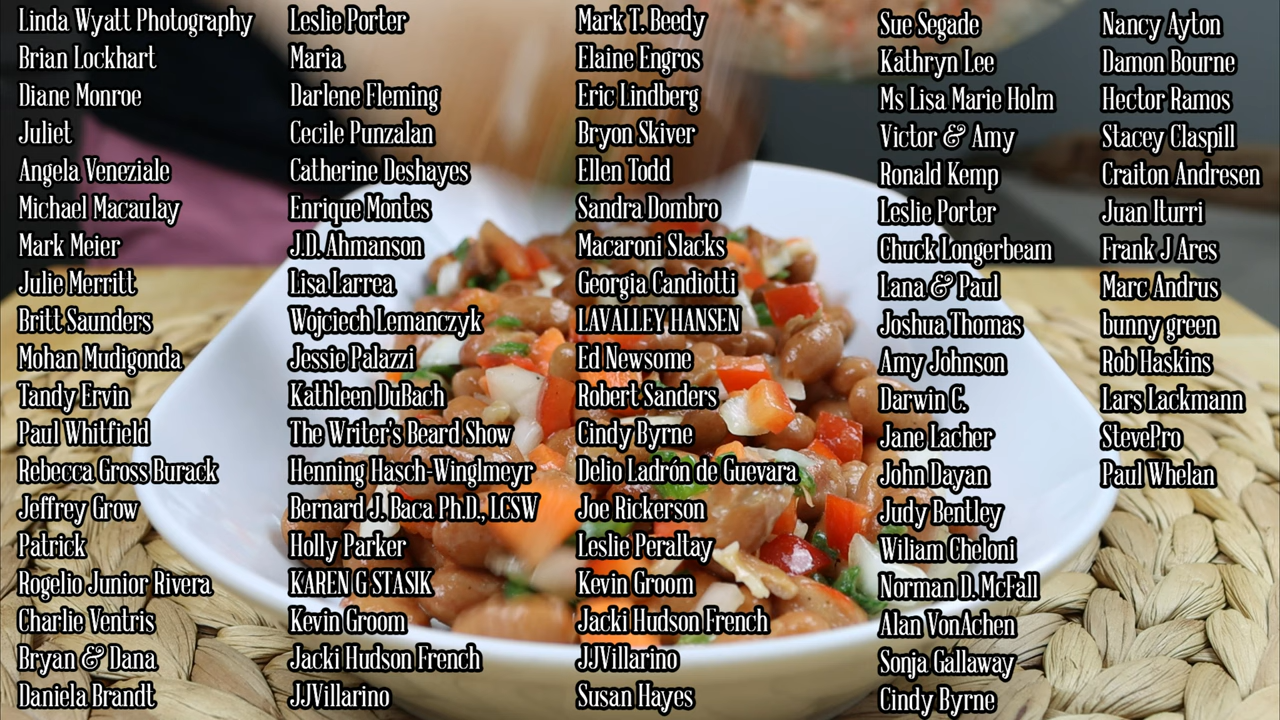 Linda Wyatt Photography
Brian Lockhart
Diane Monroe
Juliet
Angela Veneziale
Michael Macaulay
Mark Meier
Julie Merritt
Britt Saunders
Mohan Mudigonda
Tandy Ervin
Paul Whitfield
Rebecca Gross Burack
Jeffrey Grow
Patrick
Rogelio Junior Rivera
Charlie Ventris
Bryan & Dana
Daniela Brandt
Leslie Porter
Maria
Darlene Fleming
Cecile Punzalan
Catherine Deshayes
Enrique Montes
J.D. Ahmanson
Lisa Larrea
Wojciech Lemanczyk
Jessie Palazzi
Kathleen DuBach
The Writer's Beard Show
Henning Hasch-Winglmeyr
Bernard J. Baca Ph.D., LCSW
Holly Parker
KAREN G STASIK
Kevin Groom
Jacki Hudson French
JJVillarino
Mark T. Beedy
Elaine Engros
Eric Lindberg
Bryon Skiver
Ellen Todd
Sandra Dombro
Macaroni Slacks
Georgia Candiotti
LAVALLEY HANSEN
Ed Newsome
Robert Sanders
Cindy Byrne
Delio Ladrón de Guevara
Joe Rickerson
Leslie Peraltay
Kevin Groom
Jacki Hudson French
JJVillarino
Susan Hayes
Sue Segade
Kathryn Lee
Ms Lisa Marie Holm
Victor & Amy
Ronald Kemp
Leslie Porter
Chuck Longerbeam
Lana & Paul
Joshua Thomas
Amy Johnson
Darwin C.
Jane Lacher
John Dayan
Judy Bentley
Wiliam Cheloni
Norman D. McFall
Alan VonAchen
Sonja Gallaway
Cindy Byrne
Nancy Ayton
Damon Bourne
Hector Ramos
Stacey Claspill
Craiton Andresen
Juan Iturri
Frank J Ares
Marc Andrus
bunny green
Rob Haskins
Lars Lackmann
StevePro
Paul Whelan